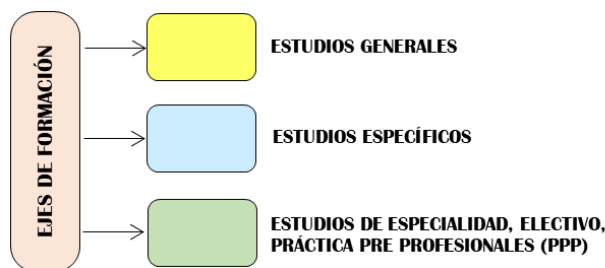 EJES DE FORMACIÓN
ESTUDIOS GENERALES
ESTUDIOS ESPECÍFICOS
ESTUDIOS DE ESPECIALIDAD, ELECTIVO,
PRÁCTICA PRE PROFESIONALES (PPP)